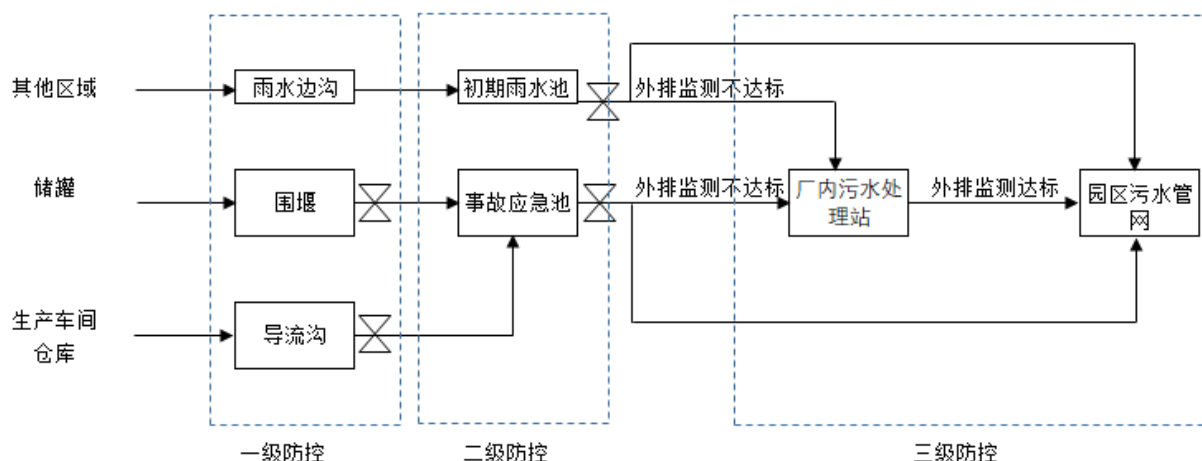 其他区域
雨水边沟
初期雨水池
外排监测不达标
储罐
围堰
事故应急池
外排监测不达标
厂内污水处
理站
外排监测达标
园区污水管
网
生产车间
仓库
导流沟
一级防控
二级防控
三级防控